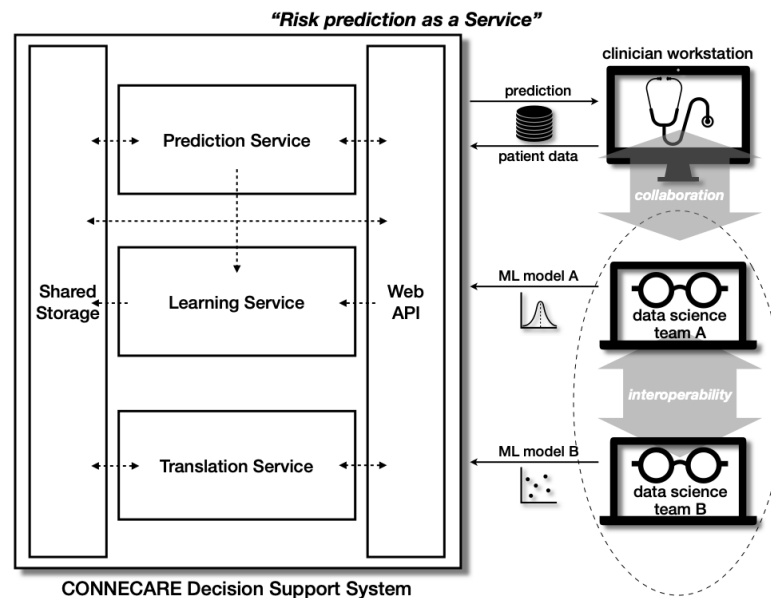 “Risk prediction as a Service”
clinician workstation
prediction
patient data
Prediction Service
collaboration
Shared
Storage
Learning Service
Web
API
ML model A
data science
team A
interoperability
Translation Service
ML model B
data science
team B
CONNECARE Decision Support System